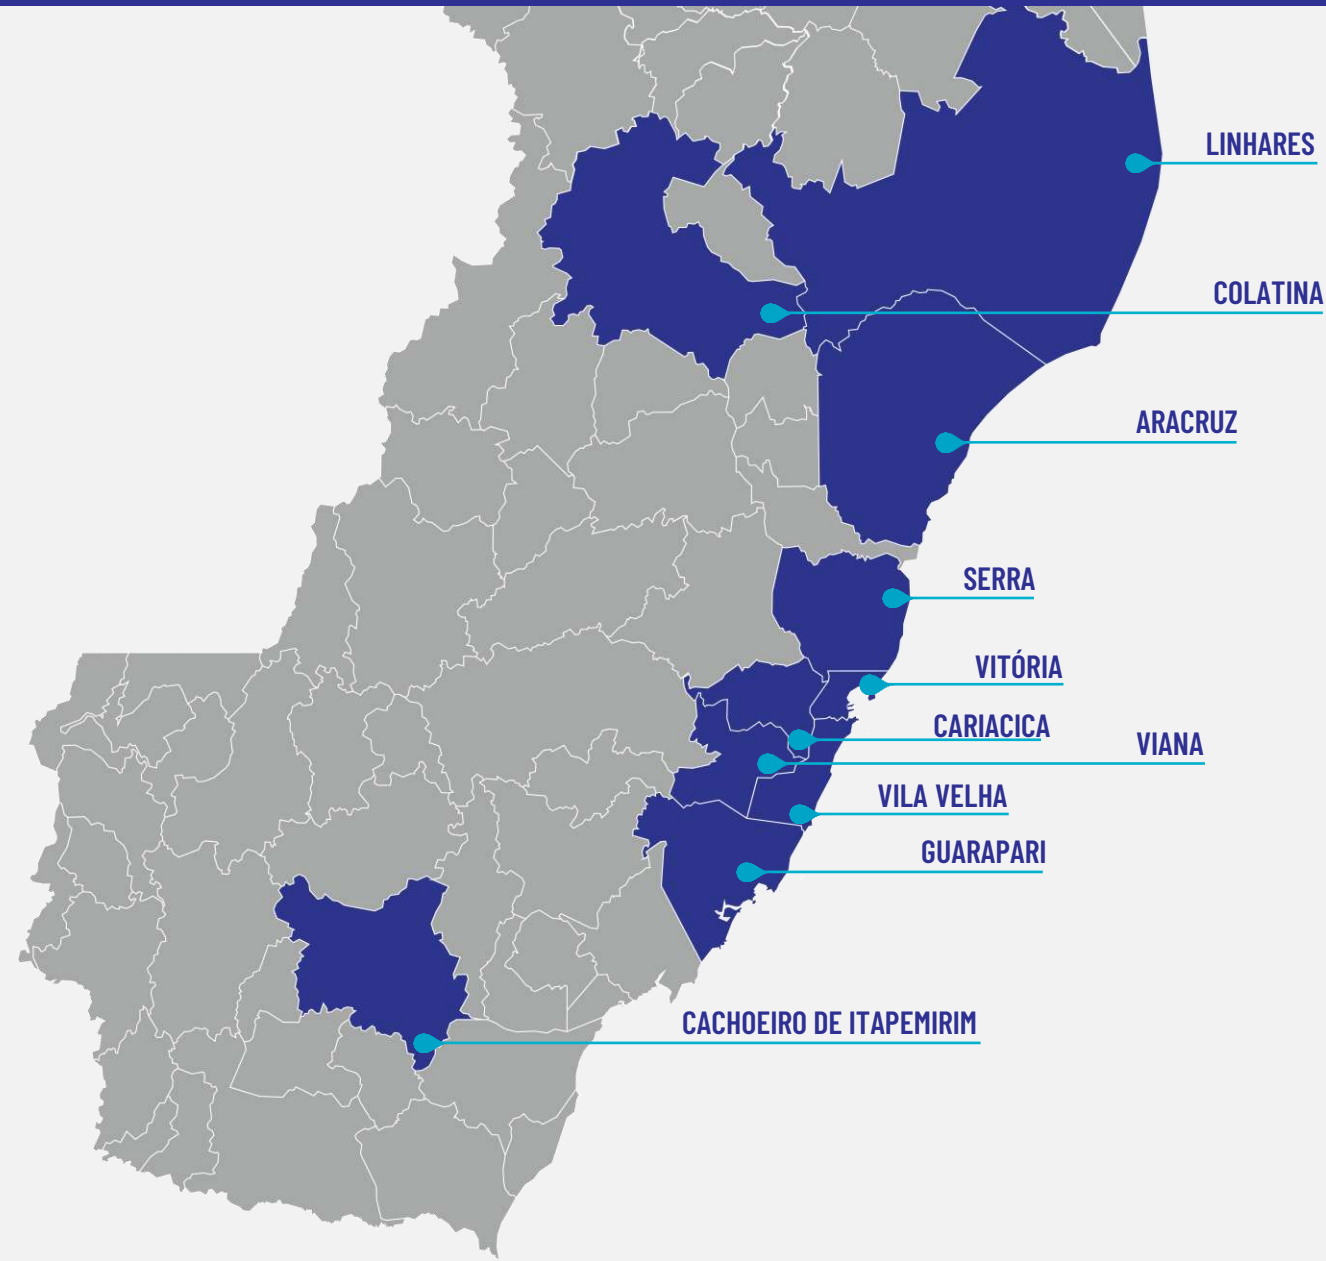 LINHARES
COLATINA
ARACRUZ
SERRA
VITÓRIA
CARIACICA
VIANA
VILA VELHA
GUARAPARI
CACHOEIRO DE ITAPEMIRIM